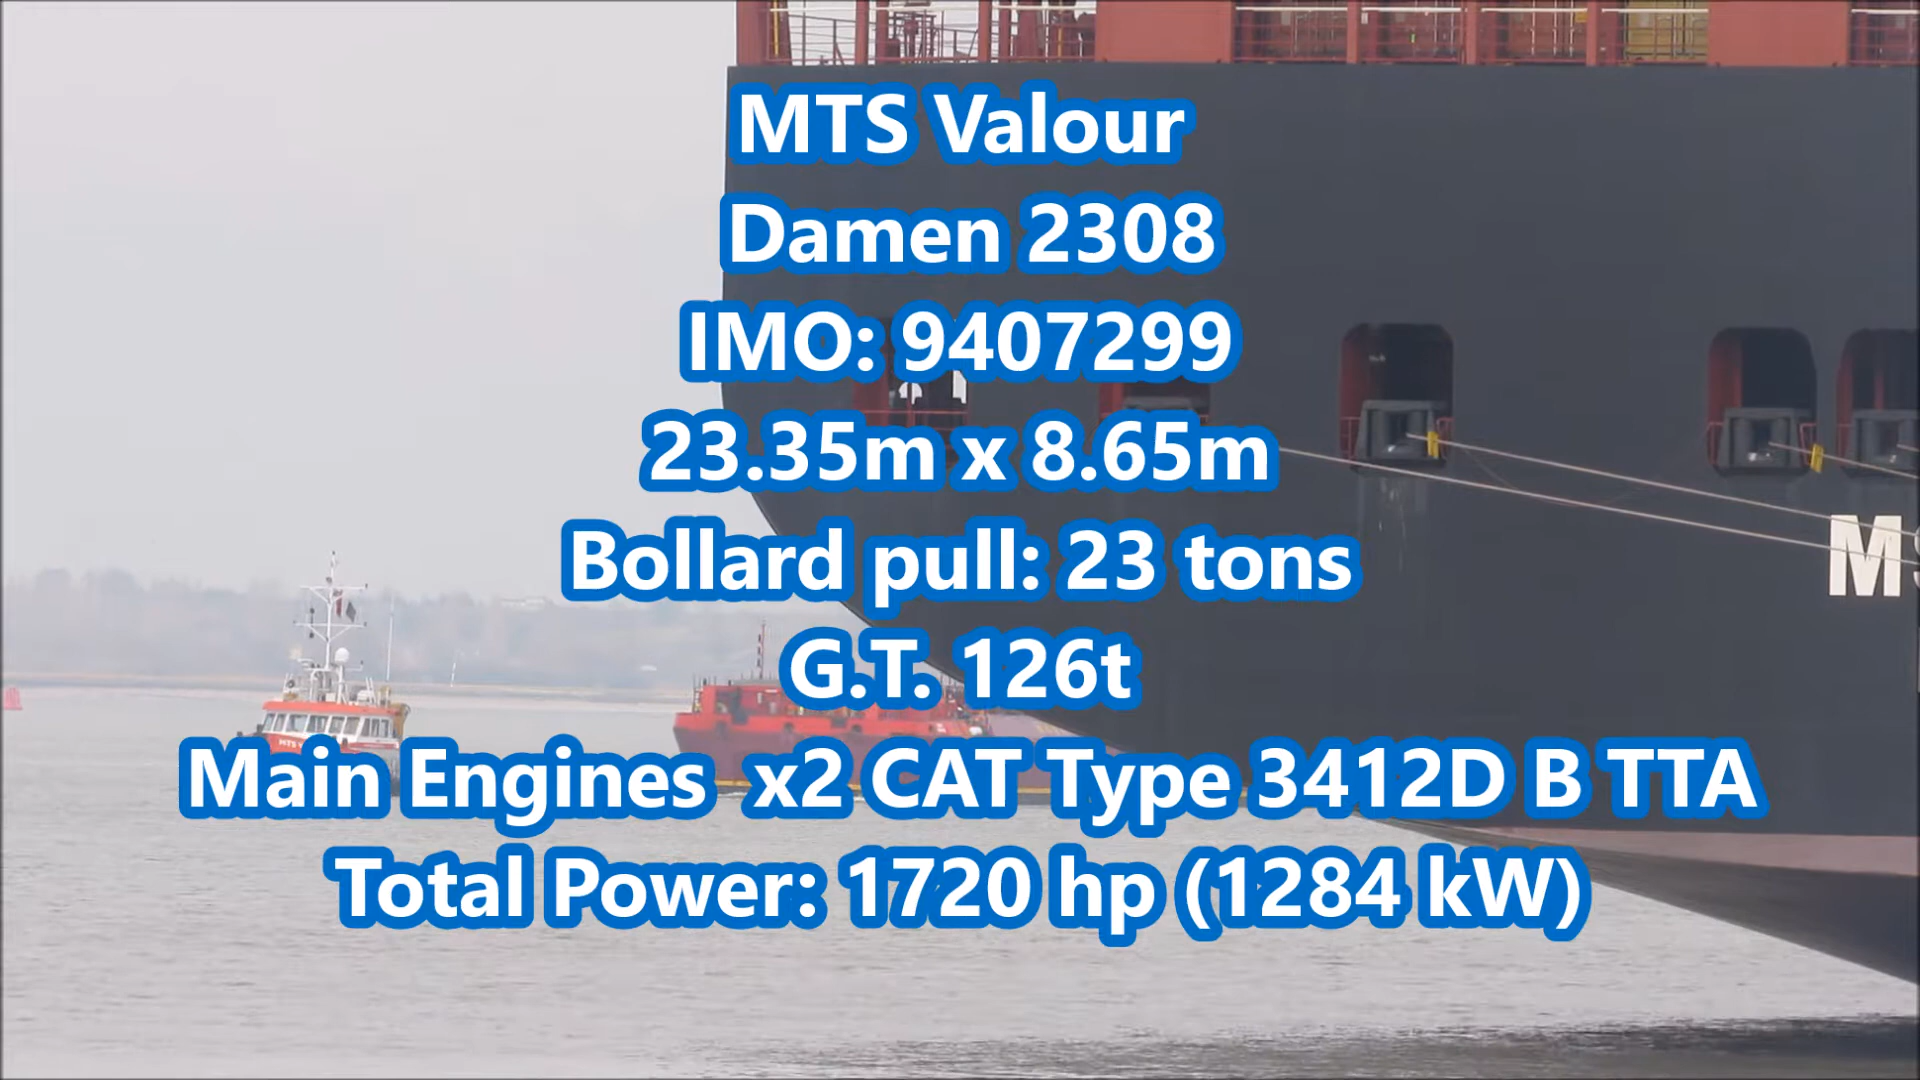 MTS Valour
Damen 2308
IMO: 9407299
23.35m x 8.65m
Bollard pull: 23 tons
G.T. 126t
Main Engines  x2 CAT Type 3412D B TTA
Total Power: 1720 hp (1284 kW)
M
MTS